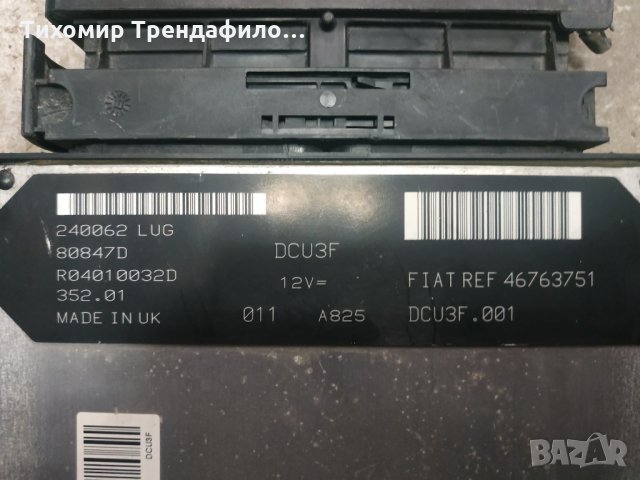 Тихомир Трендафило...
240062 LUG
80847D
R04010032D
352.01
MADE IN UK
DCU3F
12V=
011 A825
FIAT REF 46763751
DCU3F.001
DCU3F
BAZAR